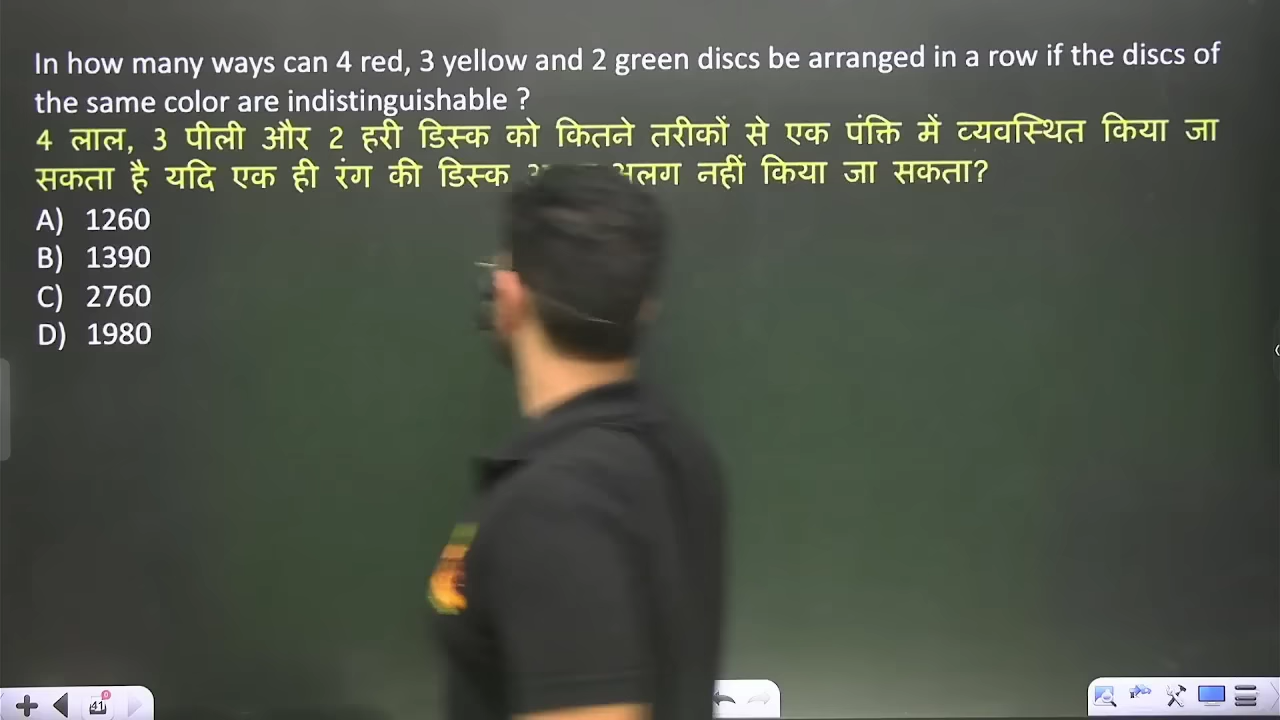 In how many ways can 4 red, 3 yellow and 2 green discs be arranged in a row if the discs of
the same color are indistinguishable ?
4 लाल, 3 पीली और 2 हरी डिस्क को कितने तरीकों से एक पंक्ति में व्यवस्थित किया जा
सकता है यदि एक ही रंग की डिस्क नहीं किया जा सकता?
A) 1260
B) 1390
C) 2760
D) 1980
41
0